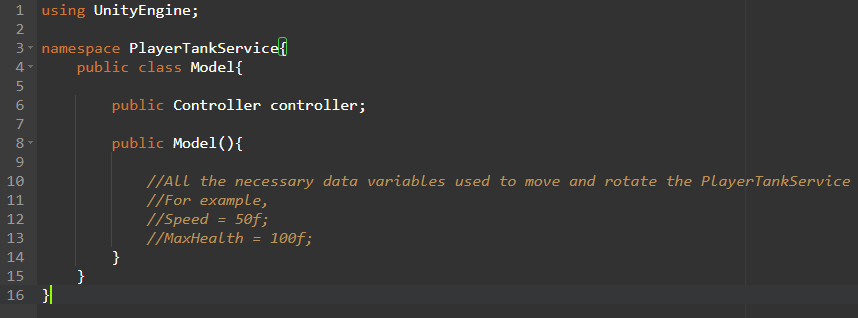 1 using UnityEngine;
2
3 namespace PlayerTankService{
4 public class Model{
5
6 public Controller controller;
7
8 public Model(){
9
10 //All the necessary data variables used to move and rotate the PlayerTankService
11 //For example,
12 //Speed = 50f;
13 //MaxHealth = 100f;
14 }
15 }
16 }